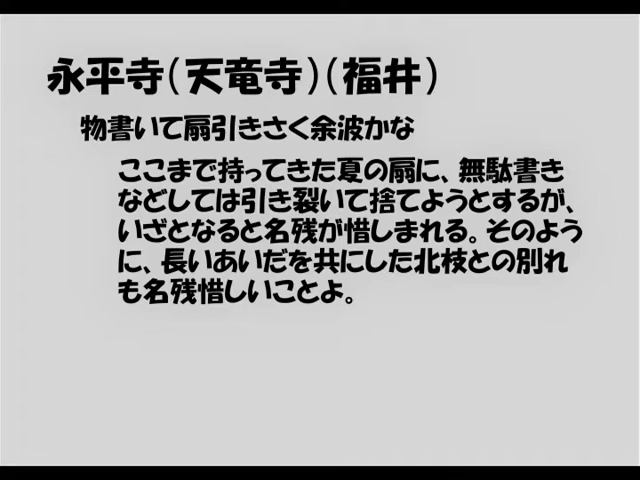 永平寺(天竜寺)(福井)
物書いて扇引きさく余波かな
ここまで持ってきた夏の扇に、無駄書き
などしては引き裂いて捨てようとするが、
いざとなると名残が惜しまれる。そのよう
に、長いあいだを共にした北枝との別れ
も名残惜しいことよ。